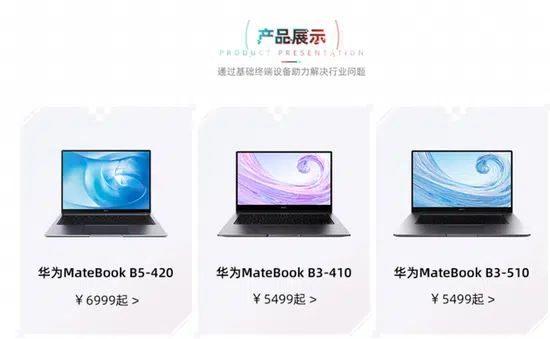 产品展示
PRODUCT PRESENTATION
通过基础终端设备助力解决行业问题
华为MateBook B5-420
￥6999起 >
华为MateBook B3-410
￥5499起 >
华为MateBook B3-510
￥5499起 >